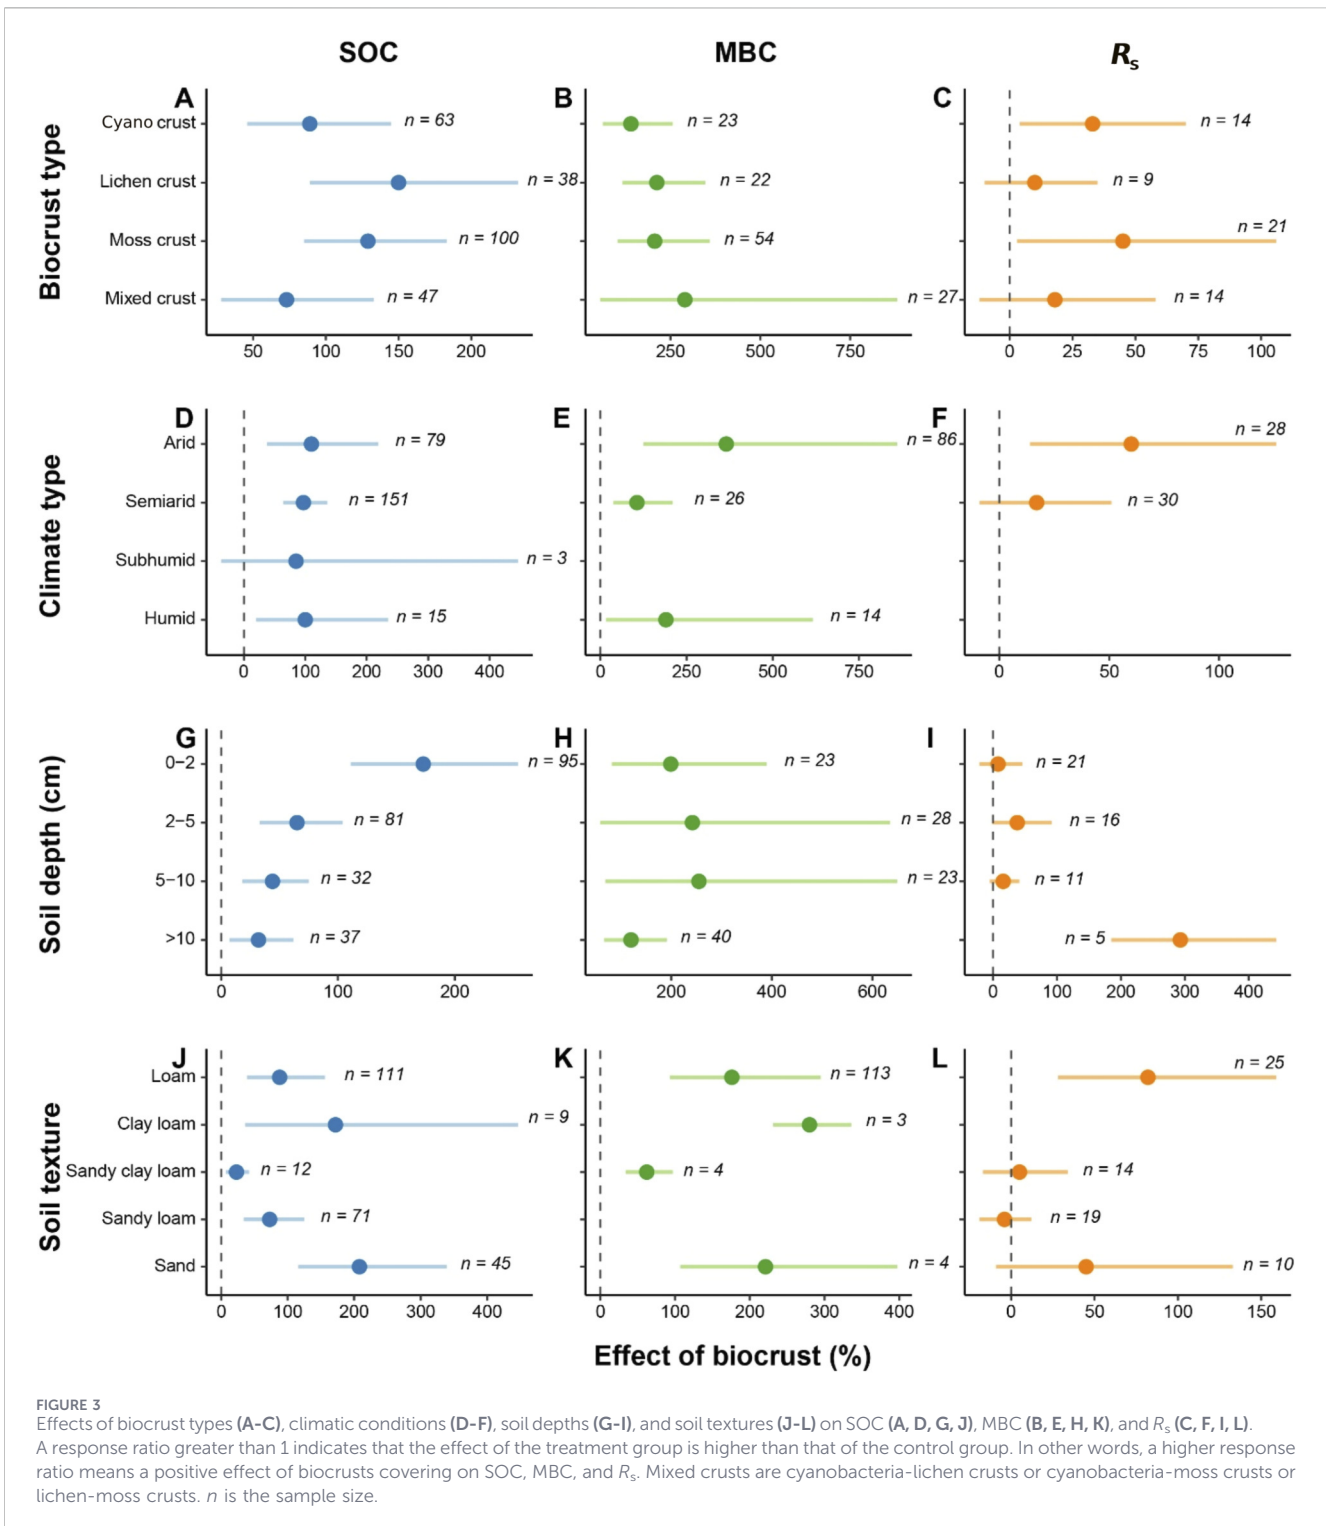 SOC MBC Rs
Biocrust type
A B C
Cyano crust n = 63 n = 23 n = 14
Lichen crust n = 38 n = 22 n = 9
Moss crust n = 100 n = 54 n = 21
Mixed crust n = 47 n = 27 n = 14
50 100 150 200 250 500 750 0 25 50 75 100
Climate type
D E F
Arid n = 79 n = 86 n = 28
Semiarid n = 151 n = 26 n = 30
Subhumid n = 3
Humid n = 15 n = 14
0 100 200 300 400 0 250 500 750 0 50 100
Soil depth (cm)
G H I
0−2 n = 95 n = 23 n = 21
2−5 n = 81 n = 28 n = 16
5−10 n = 32 n = 23 n = 11
>10 n = 37 n = 40 n = 5
0 100 200 200 400 600 0 100 200 300 400
Soil texture
J K L
Loam n = 111 n = 113 n = 25
Clay loam n = 9 n = 3
Sandy clay loam n = 12 n = 4 n = 14
Sandy loam n = 71 n = 19
Sand n = 45 n = 4 n = 10
0 100 200 300 400 0 100 200 300 400 0 50 100 150
Effect of biocrust (%)
FIGURE 3
Effects of biocrust types (A-C), climatic conditions (D-F), soil depths (G-I), and soil textures (J-L) on SOC (A, D, G, J), MBC (B, E, H, K), and Rs (C, F, I, L).
A response ratio greater than 1 indicates that the effect of the treatment group is higher than that of the control group. In other words, a higher response
ratio means a positive effect of biocrusts covering on SOC, MBC, and Rs. Mixed crusts are cyanobacteria-lichen crusts or cyanobacteria-moss crusts or
lichen-moss crusts. n is the sample size.